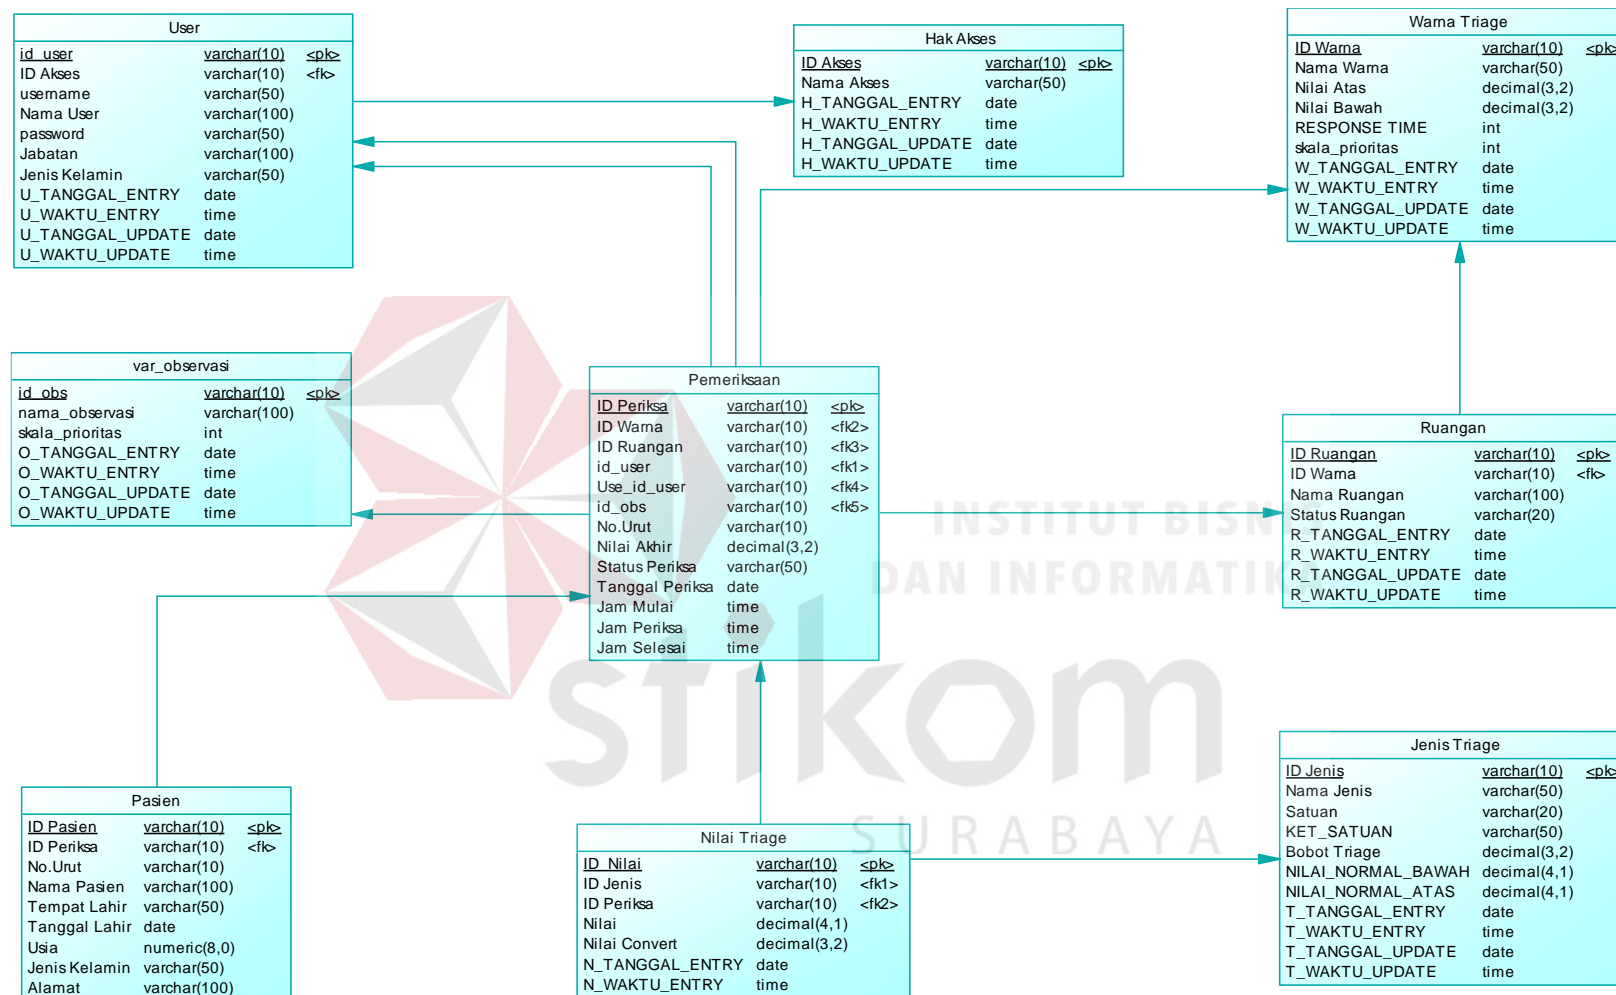 User
id_user varchar(10) <pk>
ID Akses varchar(10) <fk>
username varchar(50)
Nama User varchar(100)
password varchar(50)
Jabatan varchar(100)
Jenis Kelamin varchar(50)
U_TANGGAL_ENTRY date
U_WAKTU_ENTRY time
U_TANGGAL_UPDATE date
U_WAKTU_UPDATE time
Hak Akses
ID Akses varchar(10) <pk>
Nama Akses varchar(50)
H_TANGGAL_ENTRY date
H_WAKTU_ENTRY time
H_TANGGAL_UPDATE date
H_WAKTU_UPDATE time
Warna Triage
ID Warna varchar(10) <pk>
Nama Warna varchar(50)
Nilai Atas decimal(3,2)
Nilai Bawah decimal(3,2)
RESPONSE TIME int
skala_prioritas int
W_TANGGAL_ENTRY date
W_WAKTU_ENTRY time
W_TANGGAL_UPDATE date
W_WAKTU_UPDATE time
var_observasi
id_obs varchar(10) <pk>
nama_observasi varchar(100)
skala_prioritas int
O_TANGGAL_ENTRY date
O_WAKTU_ENTRY time
O_TANGGAL_UPDATE date
O_WAKTU_UPDATE time
Pemeriksaan
ID Periksa varchar(10) <pk>
ID Warna varchar(10) <fk2>
ID Ruangan varchar(10) <fk3>
id_user varchar(10) <fk1>
Use_id_user varchar(10) <fk4>
id_obs varchar(10) <fk5>
No.Urut varchar(10)
Nilai Akhir decimal(3,2)
Status Periksa varchar(50)
Tanggal Periksa date
Jam Mulai time
Jam Periksa time
Jam Selesai time
Ruangan
ID Ruangan varchar(10) <pk>
ID Warna varchar(10) <fk>
Nama Ruangan varchar(100)
Status Ruangan varchar(20)
R_TANGGAL_ENTRY date
R_WAKTU_ENTRY time
R_TANGGAL_UPDATE date
R_WAKTU_UPDATE time
INSTITUT BISNIS
DAN INFORMATIKA
stikom
SURABAYA
Pasien
ID Pasien varchar(10) <pk>
ID Periksa varchar(10) <fk>
No.Urut varchar(10)
Nama Pasien varchar(100)
Tempat Lahir varchar(50)
Tanggal Lahir date
Usia numeric(8,0)
Jenis Kelamin varchar(50)
Alamat varchar(100)
Nilai Triage
ID_Nilai varchar(10) <pk>
ID Jenis varchar(10) <fk1>
ID Periksa varchar(10) <fk2>
Nilai decimal(4,1)
Nilai Convert decimal(3,2)
N_TANGGAL_ENTRY date
N_WAKTU_ENTRY time
Jenis Triage
ID Jenis varchar(10) <pk>
Nama Jenis varchar(50)
Satuan varchar(20)
KET_SATUAN varchar(50)
Bobot Triage decimal(3,2)
NILAI_NORMAL_BAWAH decimal(4,1)
NILAI_NORMAL_ATAS decimal(4,1)
T_TANGGAL_ENTRY date
T_WAKTU_ENTRY time
T_TANGGAL_UPDATE date
T_WAKTU_UPDATE time